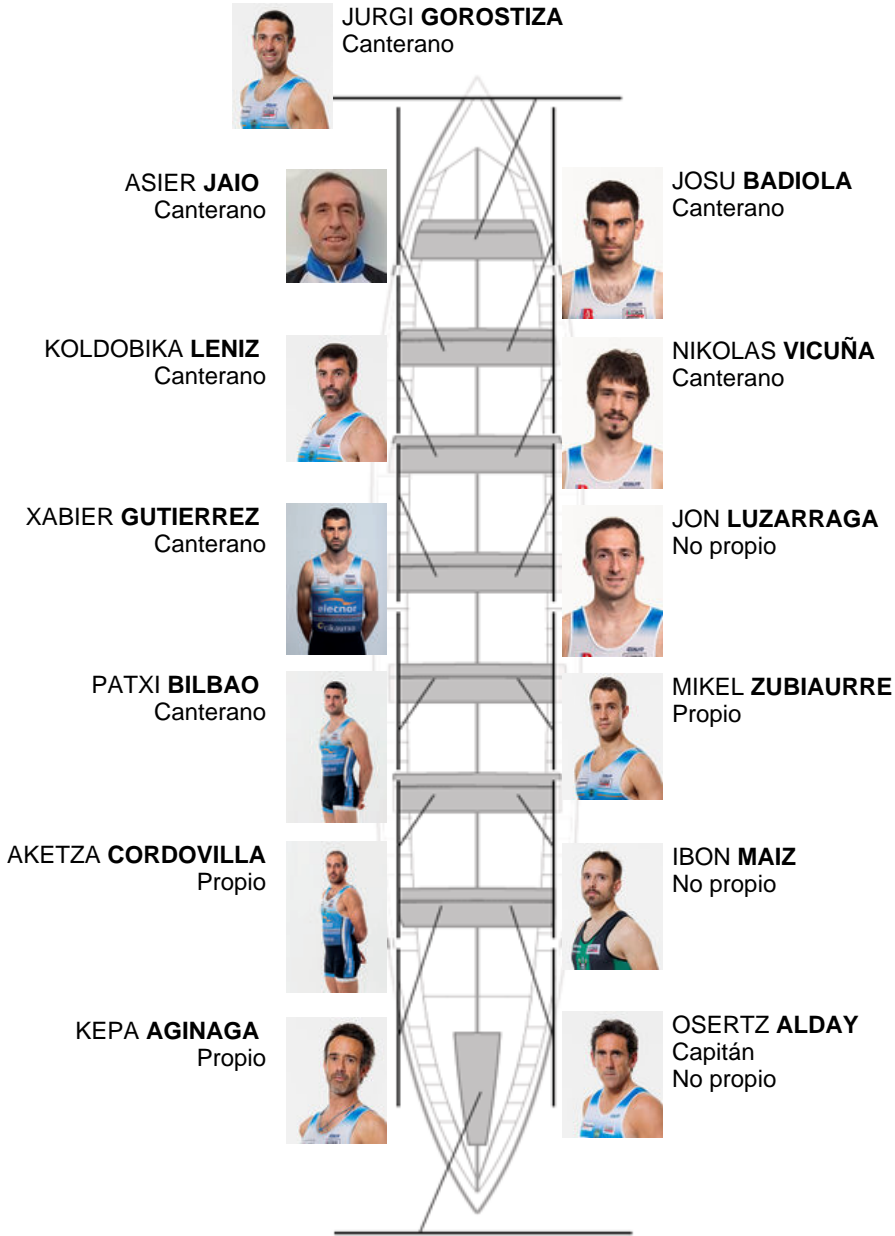 JURGI GOROSTIZA
Canterano
ASIER JAIO
Canterano
JOSU BADIOLA
Canterano
KOLDOBIKA LENIZ
Canterano
NIKOLAS VICUÑA
Canterano
XABIER GUTIERREZ
Canterano
elecnor
cikautxo
JON LUZARRAGA
No propio
PATXI BILBAO
Canterano
MIKEL ZUBIAURRE
Propio
AKETZA CORDOVILLA
Propio
IBON MAIZ
No propio
KEPA AGINAGA
Propio
OSERTZ ALDAY
Capitán
No propio